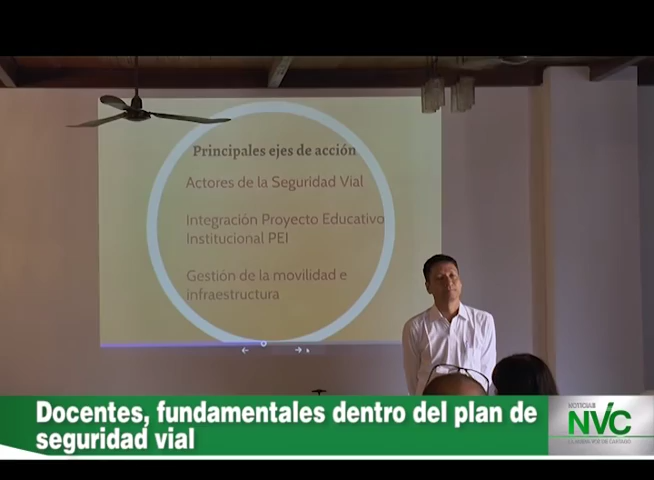 Principales ejes de acción
Actores de la Seguridad Vial
Integración Proyecto Educativo
Institucional PEI
Gestión de la movilidad e
infraestructura
Docentes, fundamentales dentro del plan de
seguridad vial
NOTICIAS
NVC